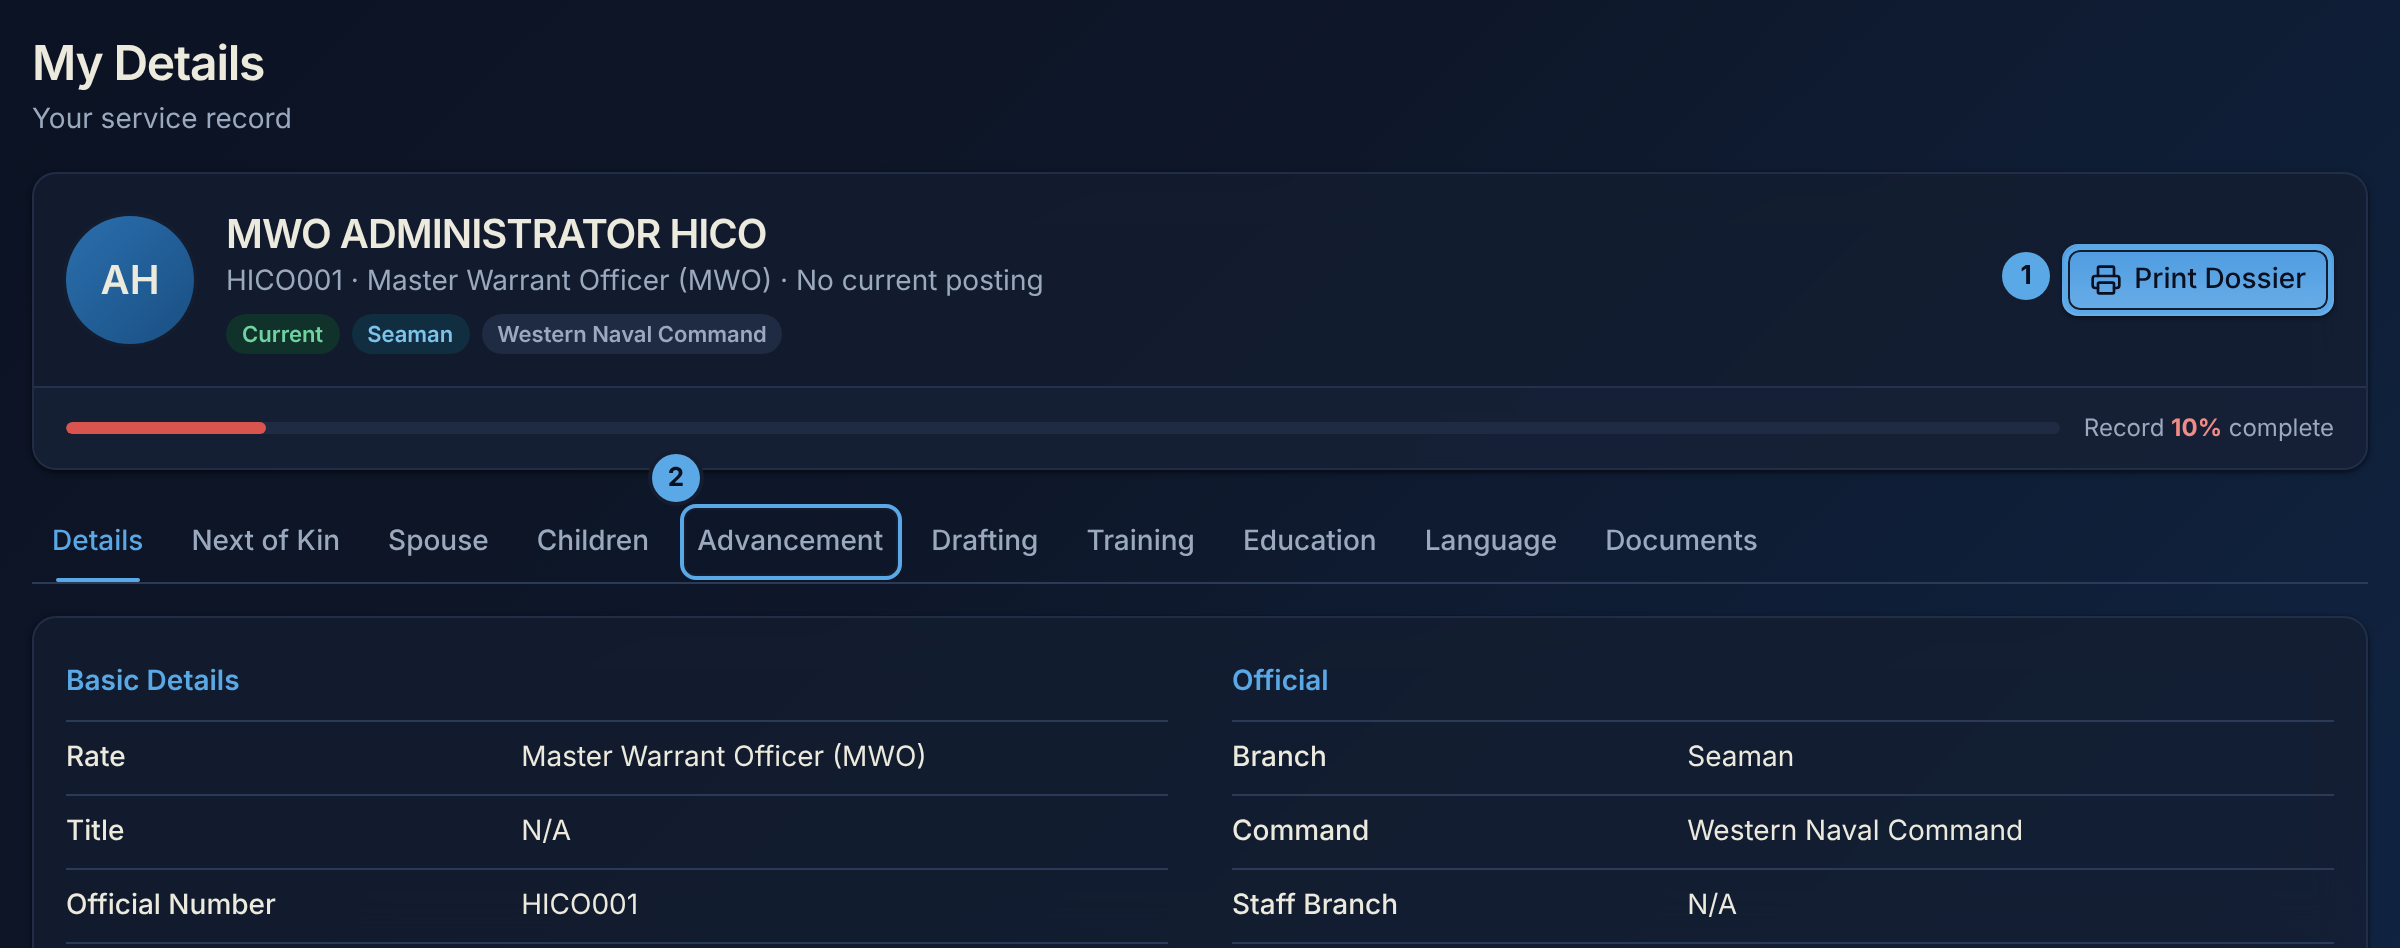 My Details
Your service record
AH
MWO ADMINISTRATOR HICO
HICO001 · Master Warrant Officer (MWO) · No current posting
Current Seaman Western Naval Command
1 Print Dossier
Record 10% complete
2
Details Next of Kin Spouse Children Advancement Drafting Training Education Language Documents
Basic Details
Rate Master Warrant Officer (MWO)
Title N/A
Official Number HICO001
Official
Branch Seaman
Command Western Naval Command
Staff Branch N/A